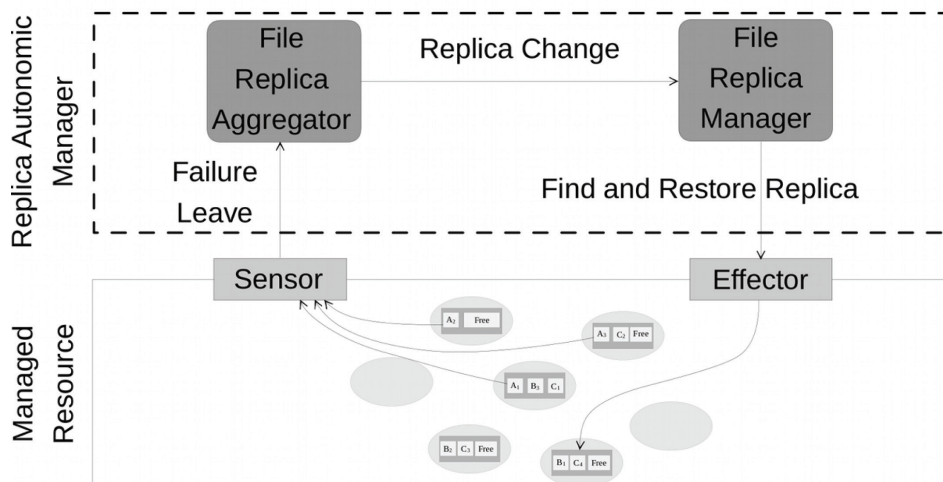 Replica Autonomic
Manager
File
Replica
Aggregator
Replica Change
File
Replica
Manager
Failure
Leave
Find and Restore Replica
Sensor
Effector
Managed
Resource
A₂ Free
A₃ C₂ Free
A₁ B₃ C₁
B₂ C₃ Free
B₁ C₄ Free